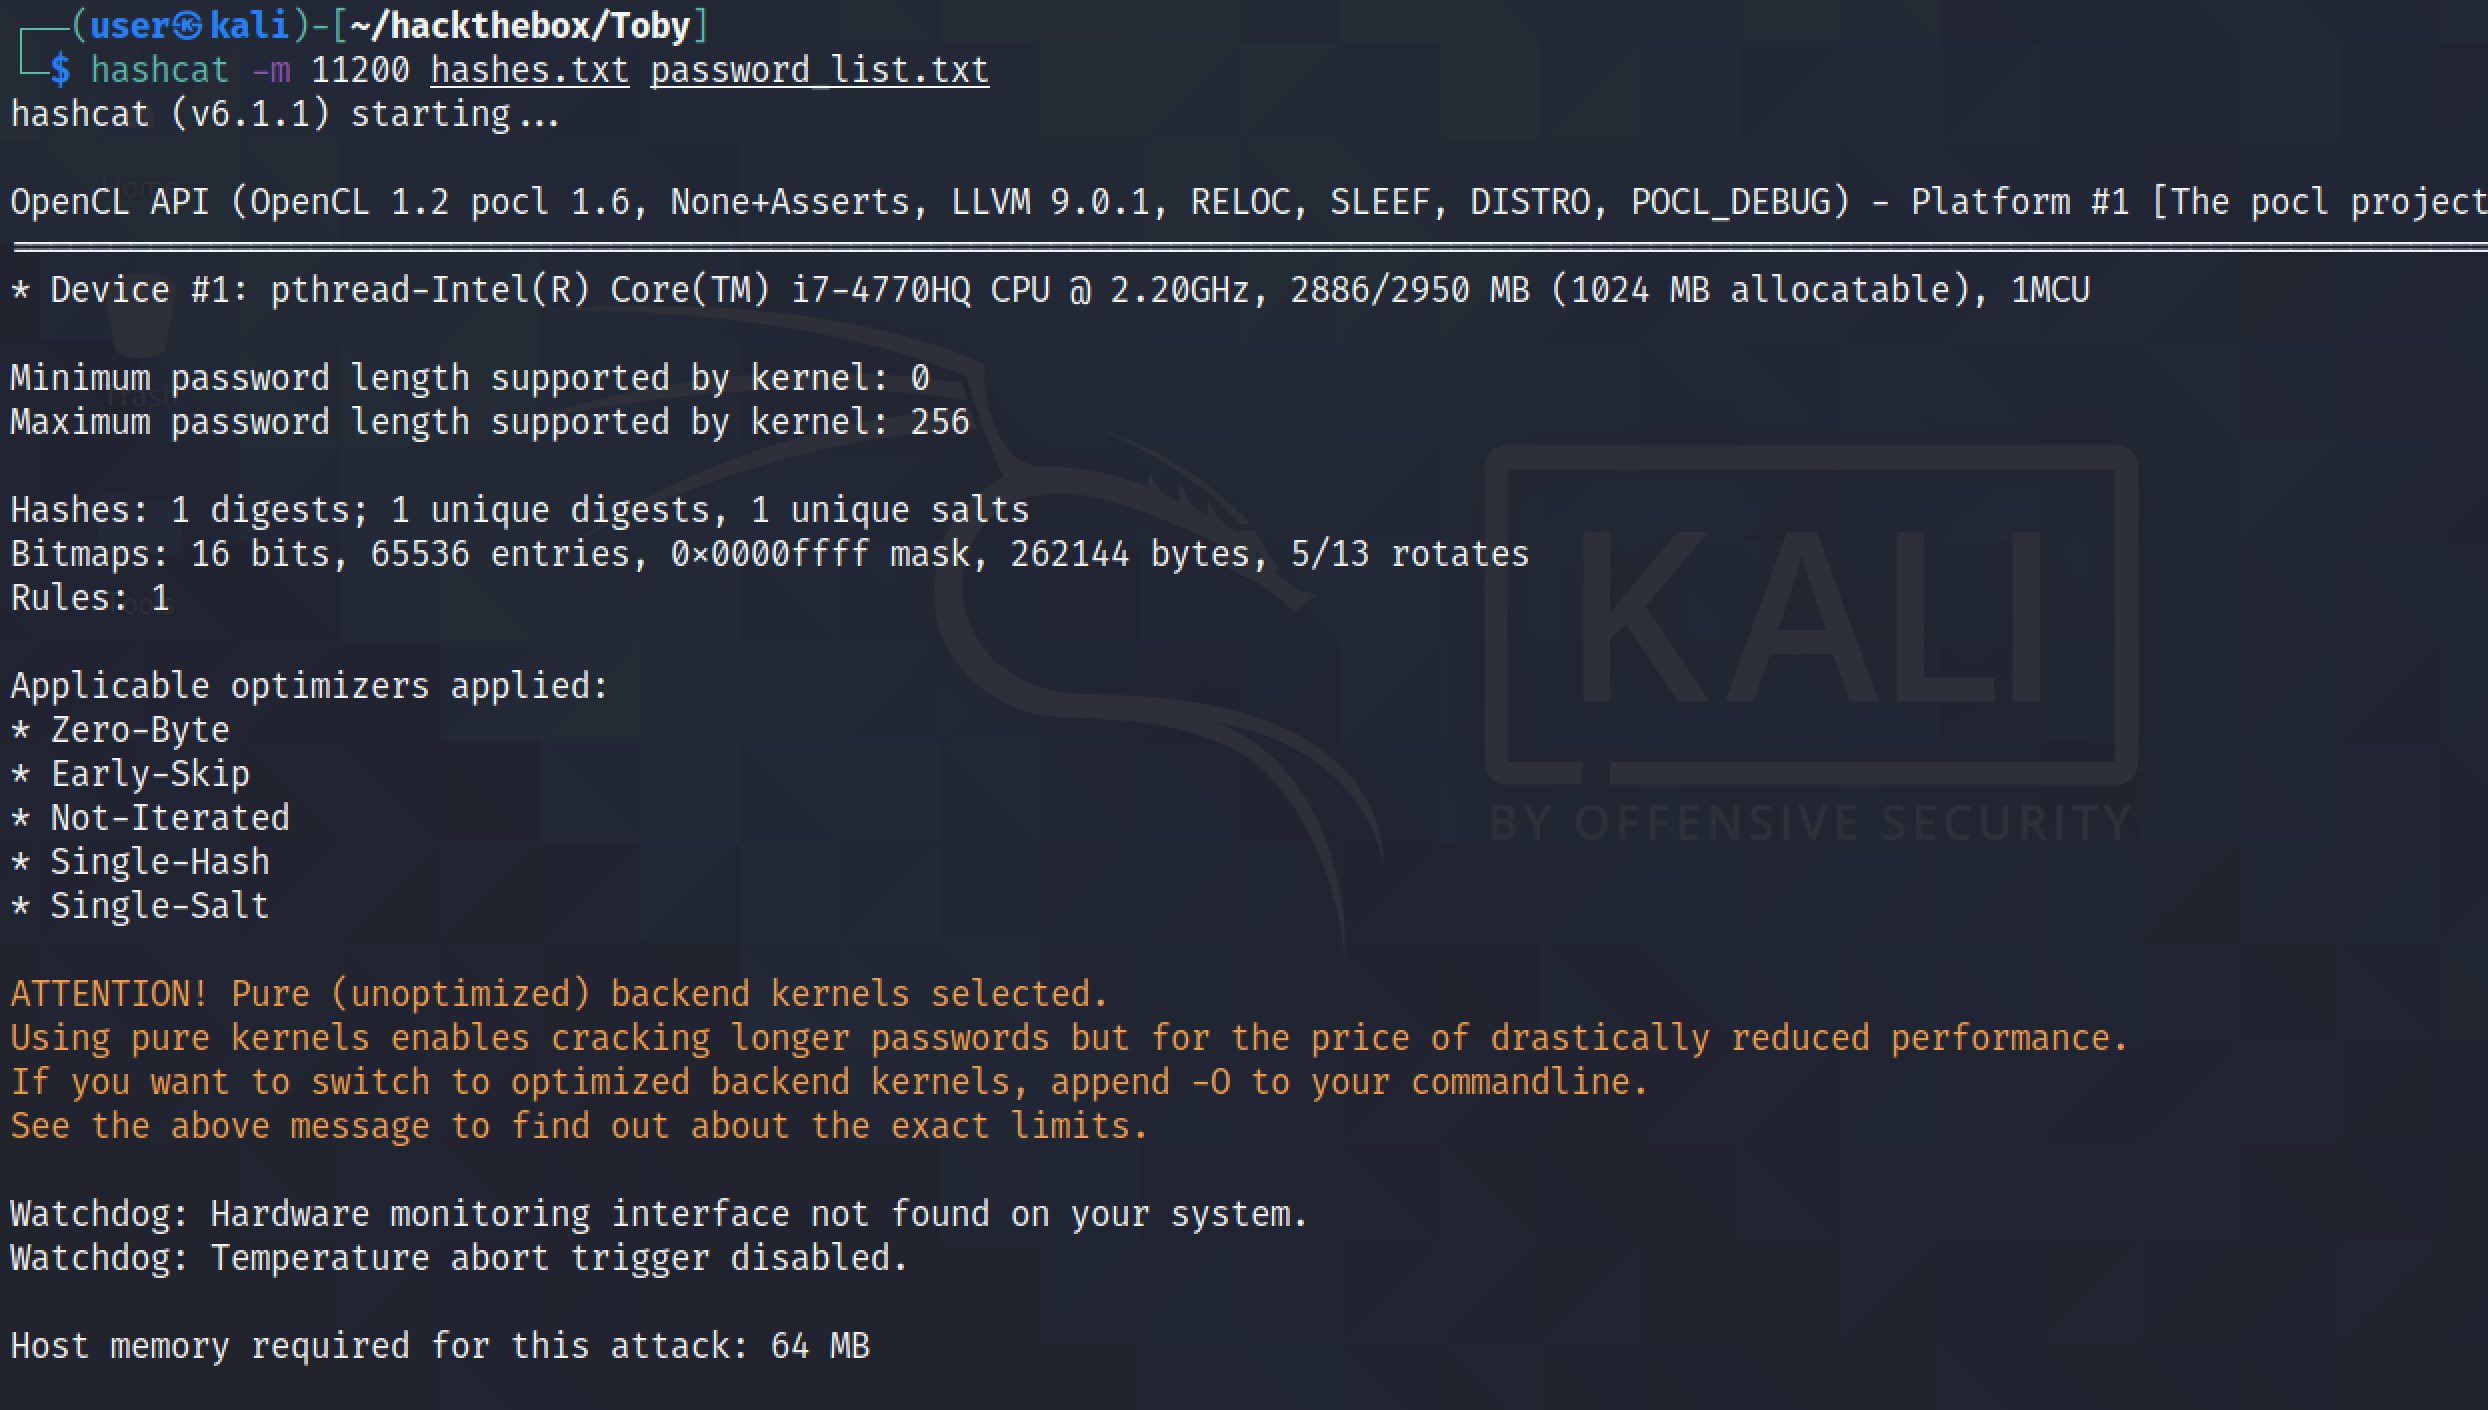 (user㉿kali)-[~/hackthebox/Toby]
$ hashcat -m 11200 hashes.txt password_list.txt
hashcat (v6.1.1) starting...
OpenCL API (OpenCL 1.2 pocl 1.6, None+Asserts, LLVM 9.0.1, RELOC, SLEEF, DISTRO, POCL_DEBUG) - Platform #1 [The pocl project
* Device #1: pthread-Intel(R) Core(TM) i7-4770HQ CPU @ 2.20GHz, 2886/2950 MB (1024 MB allocatable), 1MCU
Minimum password length supported by kernel: 0
Maximum password length supported by kernel: 256
Hashes: 1 digests; 1 unique digests, 1 unique salts
Bitmaps: 16 bits, 65536 entries, 0×0000ffff mask, 262144 bytes, 5/13 rotates
Rules: 1
Applicable optimizers applied:
* Zero-Byte
* Early-Skip
* Not-Iterated
* Single-Hash
* Single-Salt
ATTENTION! Pure (unoptimized) backend kernels selected.
Using pure kernels enables cracking longer passwords but for the price of drastically reduced performance.
If you want to switch to optimized backend kernels, append -O to your commandline.
See the above message to find out about the exact limits.
Watchdog: Hardware monitoring interface not found on your system.
Watchdog: Temperature abort trigger disabled.
Host memory required for this attack: 64 MB
KALI
BY OFFENSIVE SECURITY